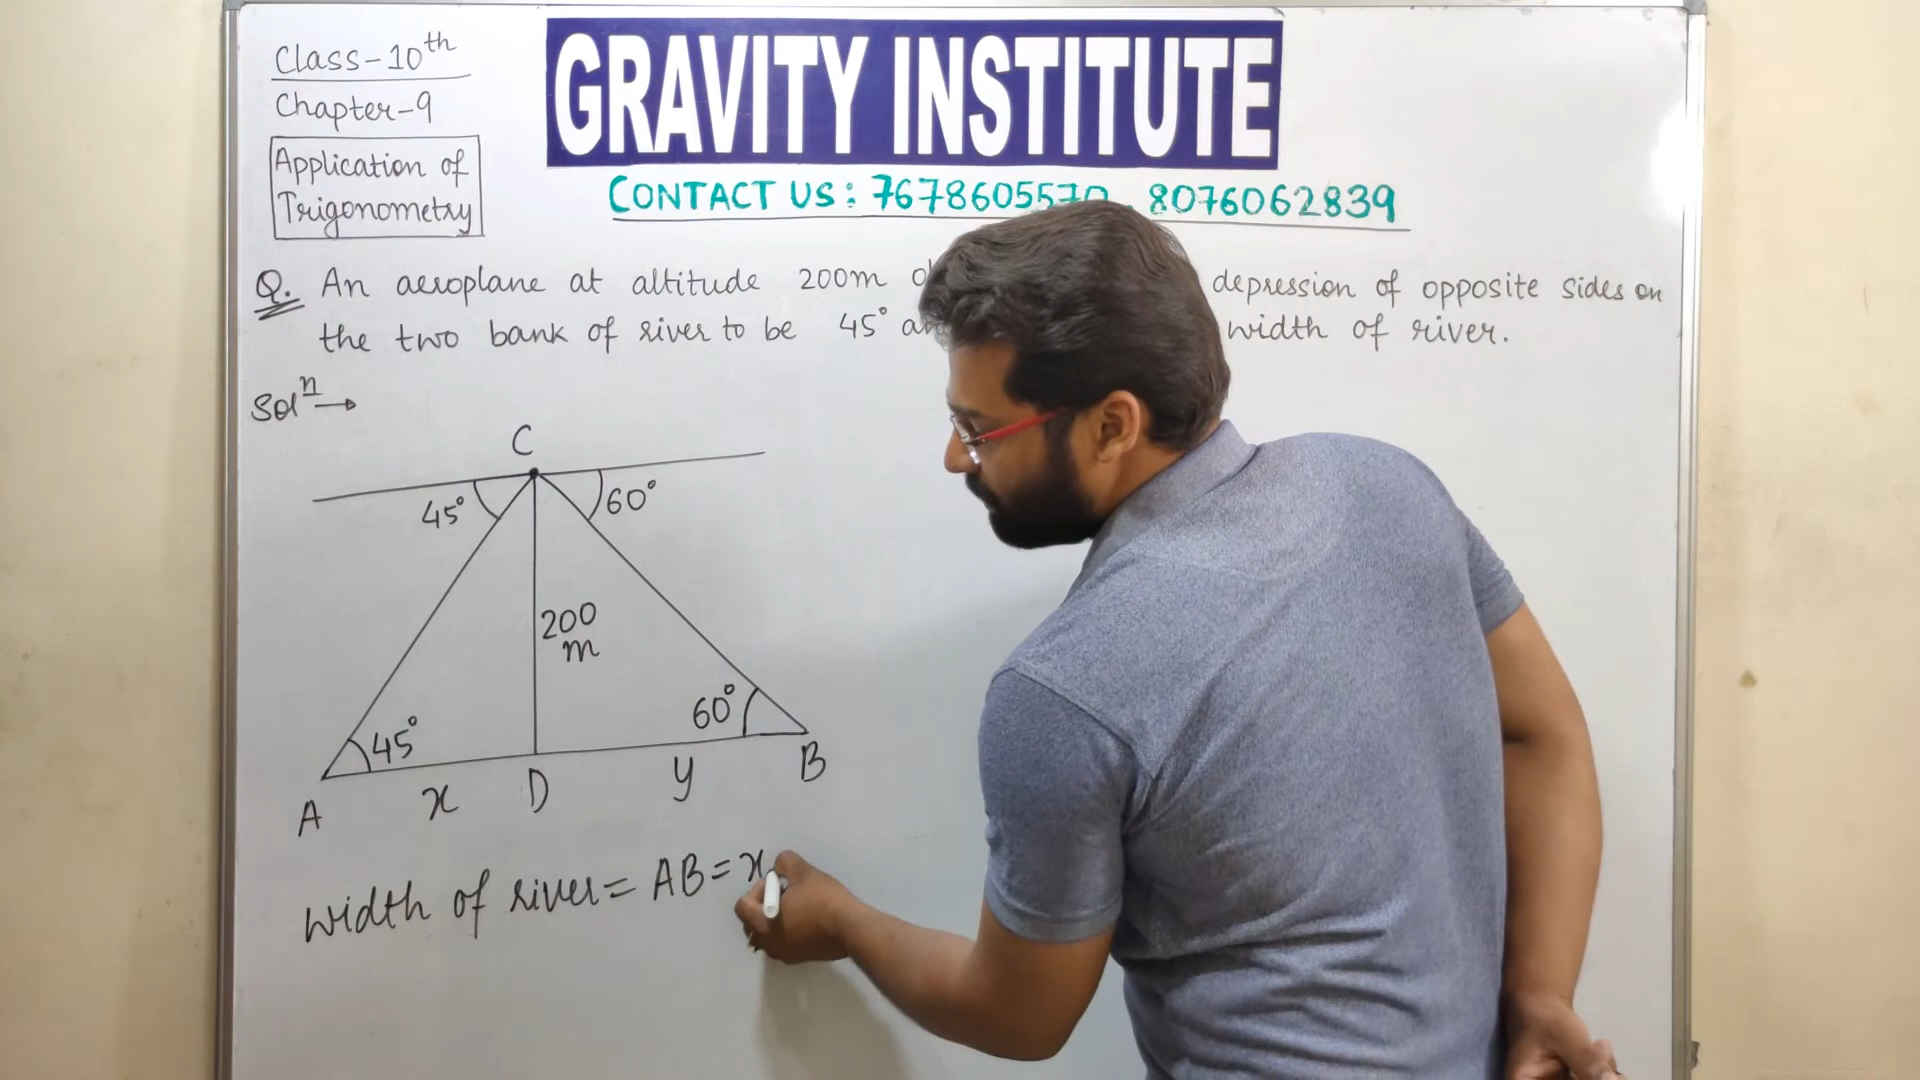 Class-10th
Chapter-9
Application of
Trigonometry
GRAVITY INSTITUTE
CONTACT US: 7678605570, 8076062839
Q. An aeroplane at altitude 200m depression of opposite sides on
the two bank of river to be 45° width of river.
Solⁿ→
C
45° 60°
200
m
45° 60°
A x D y B
width of river = AB = x